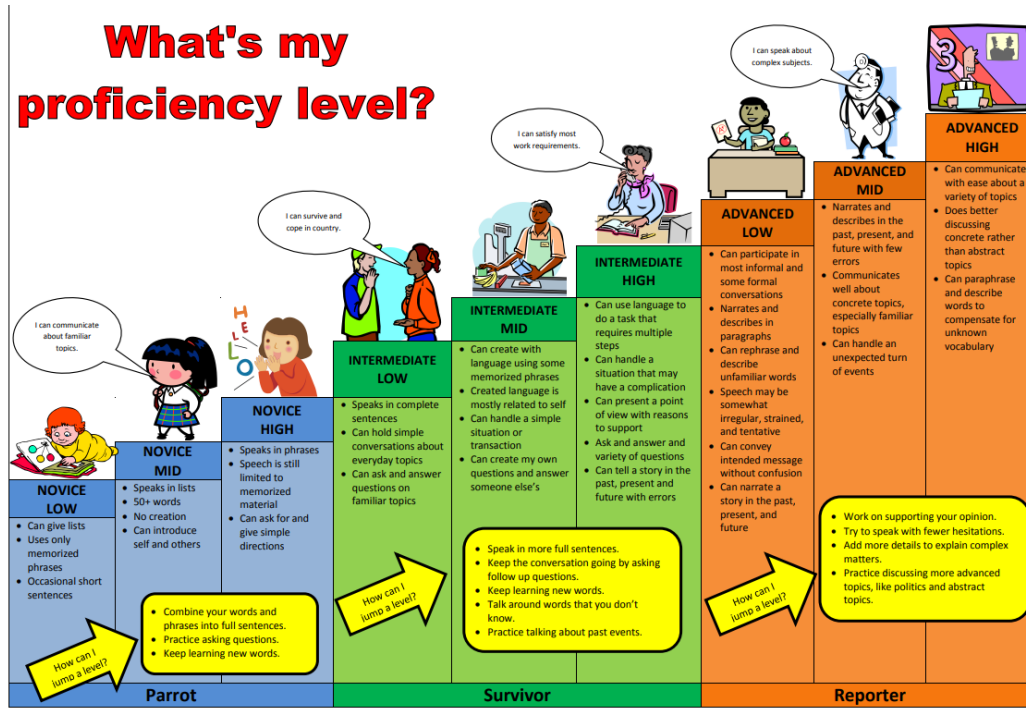 What's my
proficiency level?
I can communicate
about familiar
topics.
I can survive and
cope in country.
I can satisfy most
work requirements.
I can speak about
complex subjects.
HELLO
A
3
NOVICE
LOW
• Can give lists
• Uses only
memorized
phrases
• Occasional short
sentences
NOVICE
MID
• Speaks in lists
• 50+ words
• No creation
• Can introduce
self and others
NOVICE
HIGH
• Speaks in phrases
• Speech is still
limited to
memorized
material
• Can ask for and
give simple
directions
How can I
jump a level?
• Combine your words and
phrases into full sentences.
• Practice asking questions.
• Keep learning new words.
Parrot
INTERMEDIATE
LOW
• Speaks in complete
sentences
• Can hold simple
conversations about
everyday topics
• Can ask and answer
questions on
familiar topics
INTERMEDIATE
MID
• Can create with
language using some
memorized phrases
• Created language is
mostly related to self
• Can handle a simple
situation or
transaction
• Can create my own
questions and answer
someone else's
INTERMEDIATE
HIGH
• Can use language to
do a task that
requires multiple
steps
• Can handle a
situation that may
have a complication
• Can present a point
of view with reasons
to support
• Ask and answer and
variety of questions
• Can tell a story in the
past, present and
future with errors
How can I
jump a level?
• Speak in more full sentences.
• Keep the conversation going by asking
follow up questions.
• Keep learning new words.
• Talk around words that you don't
know.
• Practice talking about past events.
Survivor
ADVANCED
LOW
• Can participate in
most informal and
some formal
conversations
• Narrates and
describes in
paragraphs
• Can rephrase and
describe
unfamiliar words
• Speech may be
somewhat
irregular, strained,
and tentative
• Can convey
intended message
without confusion
• Can narrate a
story in the past,
present, and
future
ADVANCED
MID
• Narrates and
describes in the
past, present, and
future with few
errors
• Communicates
well about
concrete topics,
especially familiar
topics
• Can handle an
unexpected turn
of events
ADVANCED
HIGH
• Can communicate
with ease about a
variety of topics
• Does better
discussing
concrete rather
than abstract
topics
• Can paraphrase
and describe
words to
compensate for
unknown
vocabulary
How can I
jump a level?
• Work on supporting your opinion.
• Try to speak with fewer hesitations.
• Add more details to explain complex
matters.
• Practice discussing more advanced
topics, like politics and abstract
topics.
Reporter